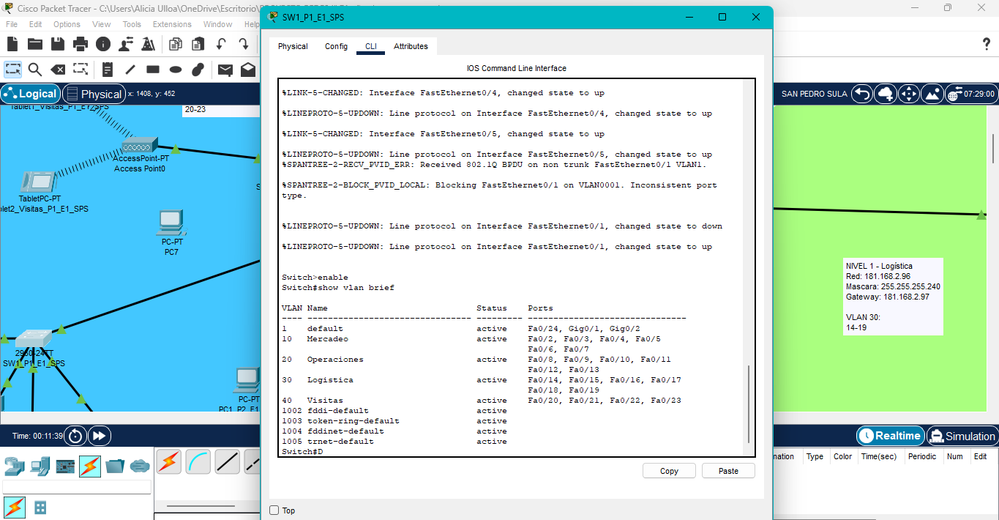 Cisco Packet Tracer - C:\Users\Alicia Ulloa\OneDrive\Escritorio\
SW1_P1_E1_SPS
File Edit Options View Tools Extensions Window Help
Physical Config CLI Attributes
IOS Command Line Interface
Logical
Physical
x: 1408, y: 452
SAN PEDRO SULA
07:29:00
Tablet1_Visitas_P1_E1_SPS
20-23
AccessPoint-PT
Access Point0
TabletPC-PT
let2_Visitas_P1_E1_SPS
PC-PT
PC7
2950-24TT
SW1_P1_E1_SPS
PC-PT
PC1_P2_E1
%LINK-5-CHANGED: Interface FastEthernet0/4, changed state to up
%LINEPROTO-5-UPDOWN: Line protocol on Interface FastEthernet0/4, changed state to up
%LINK-5-CHANGED: Interface FastEthernet0/5, changed state to up
%LINEPROTO-5-UPDOWN: Line protocol on Interface FastEthernet0/5, changed state to up
%SPANTREE-2-RECV_PVID_ERR: Received 802.1Q BPDU on non trunk FastEthernet0/1 VLAN1.
%SPANTREE-2-BLOCK_PVID_LOCAL: Blocking FastEthernet0/1 on VLAN0001. Inconsistent port
type.
%LINEPROTO-5-UPDOWN: Line protocol on Interface FastEthernet0/1, changed state to down
%LINEPROTO-5-UPDOWN: Line protocol on Interface FastEthernet0/1, changed state to up
Switch>enable
Switch#show vlan brief
VLAN Name Status Ports
---- -------------------------------- --------- -------------------------------
1 default active Fa0/24, Gig0/1, Gig0/2
10 Mercadeo active Fa0/2, Fa0/3, Fa0/4, Fa0/5
Fa0/6, Fa0/7
20 Operaciones active Fa0/8, Fa0/9, Fa0/10, Fa0/11
Fa0/12, Fa0/13
30 Logistica active Fa0/14, Fa0/15, Fa0/16, Fa0/17
Fa0/18, Fa0/19
40 Visitas active Fa0/20, Fa0/21, Fa0/22, Fa0/23
1002 fddi-default active
1003 token-ring-default active
1004 fddinet-default active
1005 trnet-default active
Switch#D
Copy
Paste
Top
NIVEL 1 - Logística
Red: 181.168.2.96
Mascara: 255.255.255.240
Gateway: 181.168.2.97
VLAN 30:
14-19
Time: 00:11:39
Realtime
Simulation
nation Type Color Time(sec) Periodic Num Edit